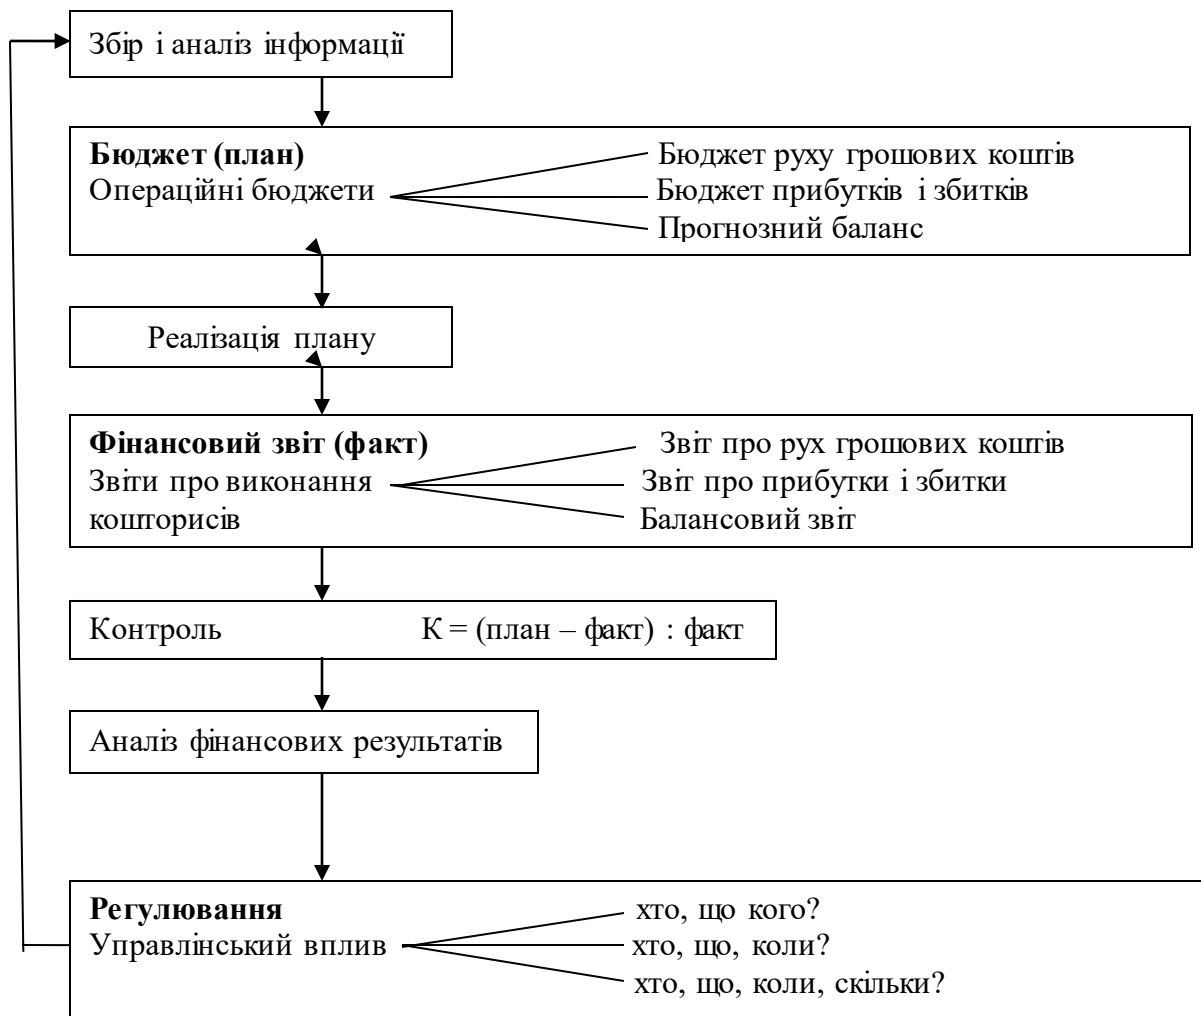 Збір і аналіз інформації
Бюджет (план)
Операційні бюджети
Бюджет руху грошових коштів
Бюджет прибутків і збитків
Прогнозний баланс
Реалізація плану
Фінансовий звіт (факт)
Звіти про виконання
кошторисів
Звіт про рух грошових коштів
Звіт про прибутки і збитки
Балансовий звіт
Контроль К = (план – факт) : факт
Аналіз фінансових результатів
Регулювання
Управлінський вплив
хто, що кого?
хто, що, коли?
хто, що, коли, скільки?